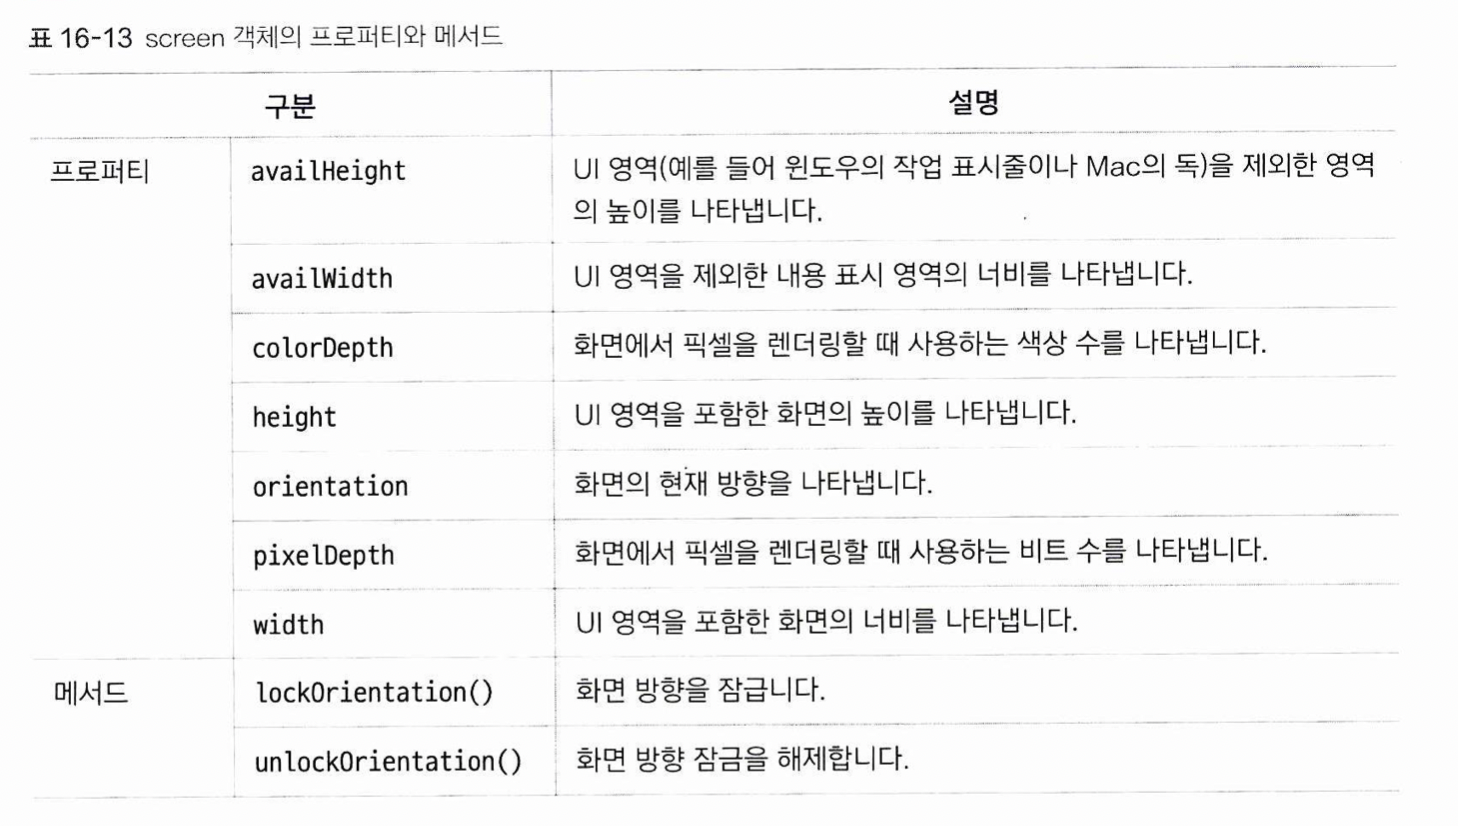 표 16-13 screen 객체의 프로퍼티와 메서드
구분 설명
프로퍼티 availHeight UI 영역(예를 들어 윈도우의 작업 표시줄이나 Mac의 독)을 제외한 영역
의 높이를 나타냅니다.
availWidth UI 영역을 제외한 내용 표시 영역의 너비를 나타냅니다.
colorDepth 화면에서 픽셀을 렌더링할 때 사용하는 색상 수를 나타냅니다.
height UI 영역을 포함한 화면의 높이를 나타냅니다.
orientation 화면의 현재 방향을 나타냅니다.
pixelDepth 화면에서 픽셀을 렌더링할 때 사용하는 비트 수를 나타냅니다.
width UI 영역을 포함한 화면의 너비를 나타냅니다.
메서드 lockOrientation() 화면 방향을 잠급니다.
unlockOrientation() 화면 방향 잠금을 해제합니다.